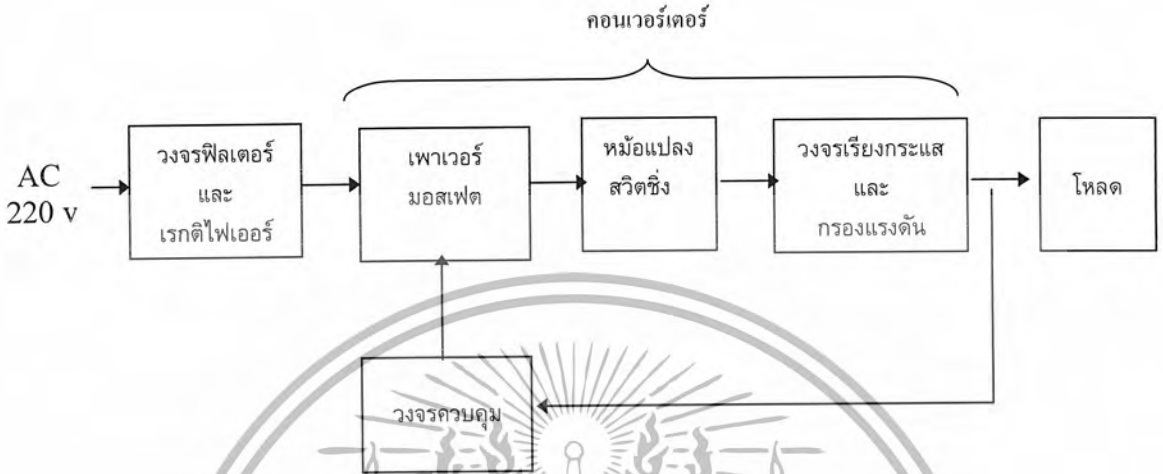 คอนเวอร์เตอร์
AC
220 v
วงจรฟิลเตอร์
และ
เรกติไฟเออร์
เพาเวอร์
มอสเฟต
หม้อแปลง
สวิตชิ่ง
วงจรเรียงกระแส
และ
กรองแรงดัน
โหลด
วงจรควบคุม